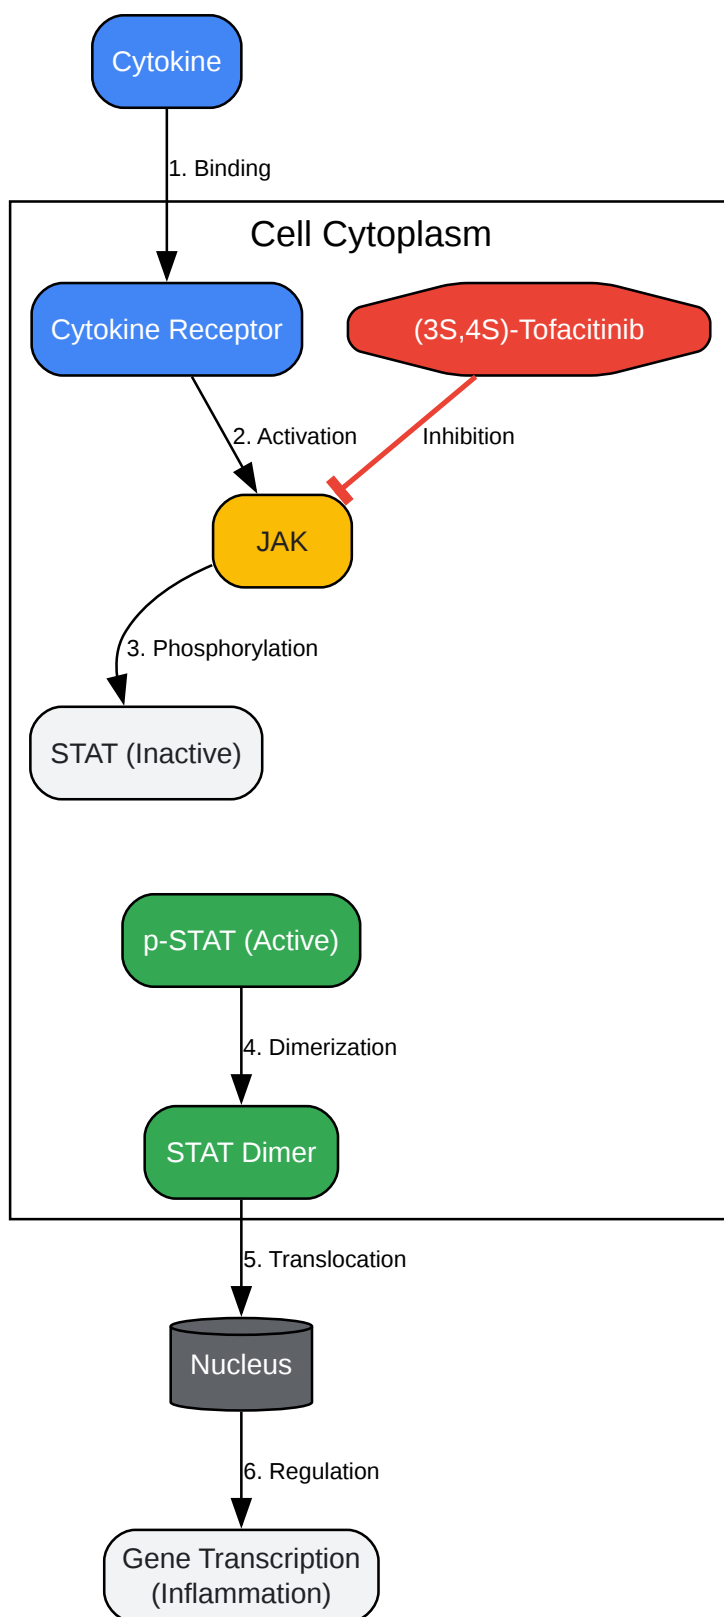 Cytokine
1. Binding
Cell Cytoplasm
Cytokine Receptor
(3S,4S)-Tofacitinib
2. Activation
Inhibition
JAK
3. Phosphorylation
STAT (Inactive)
p-STAT (Active)
4. Dimerization
STAT Dimer
5. Translocation
Nucleus
6. Regulation
Gene Transcription
(Inflammation)